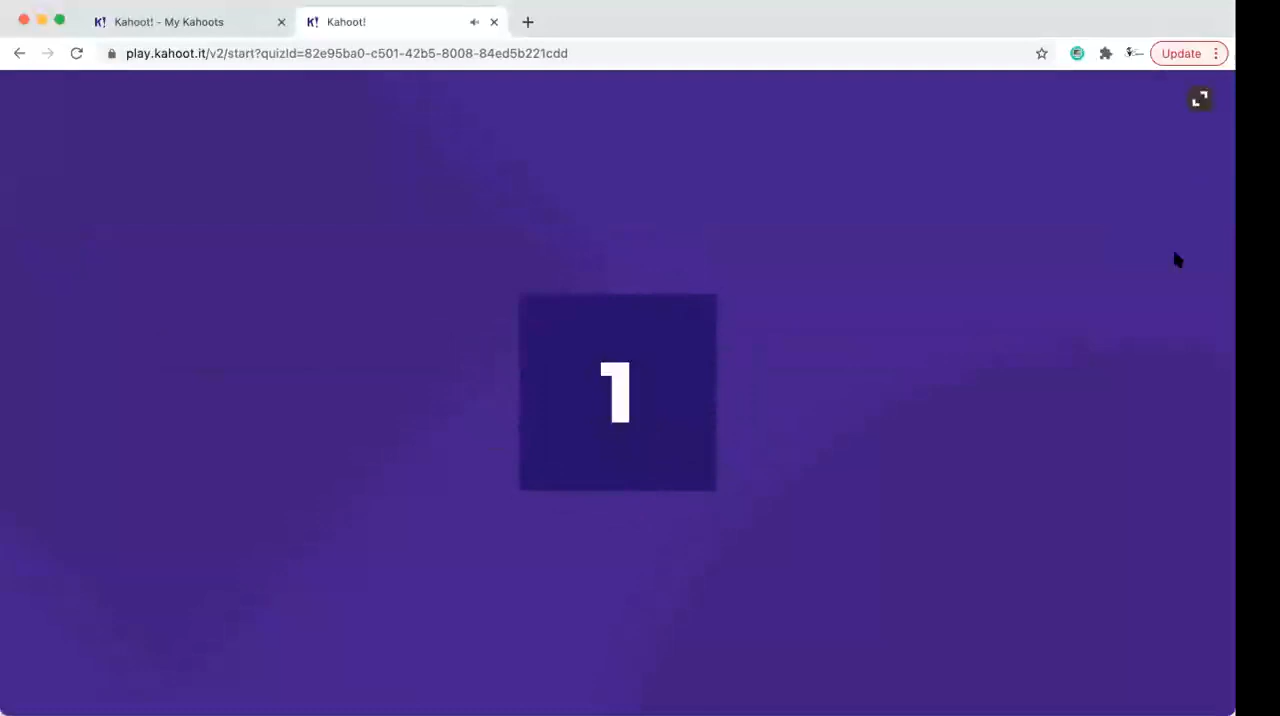 K! Kahoot! - My Kahoots
K! Kahoot!
play.kahoot.it/v2/start?quizId=82e95ba0-c501-42b5-8008-84ed5b221cdd
Update
1